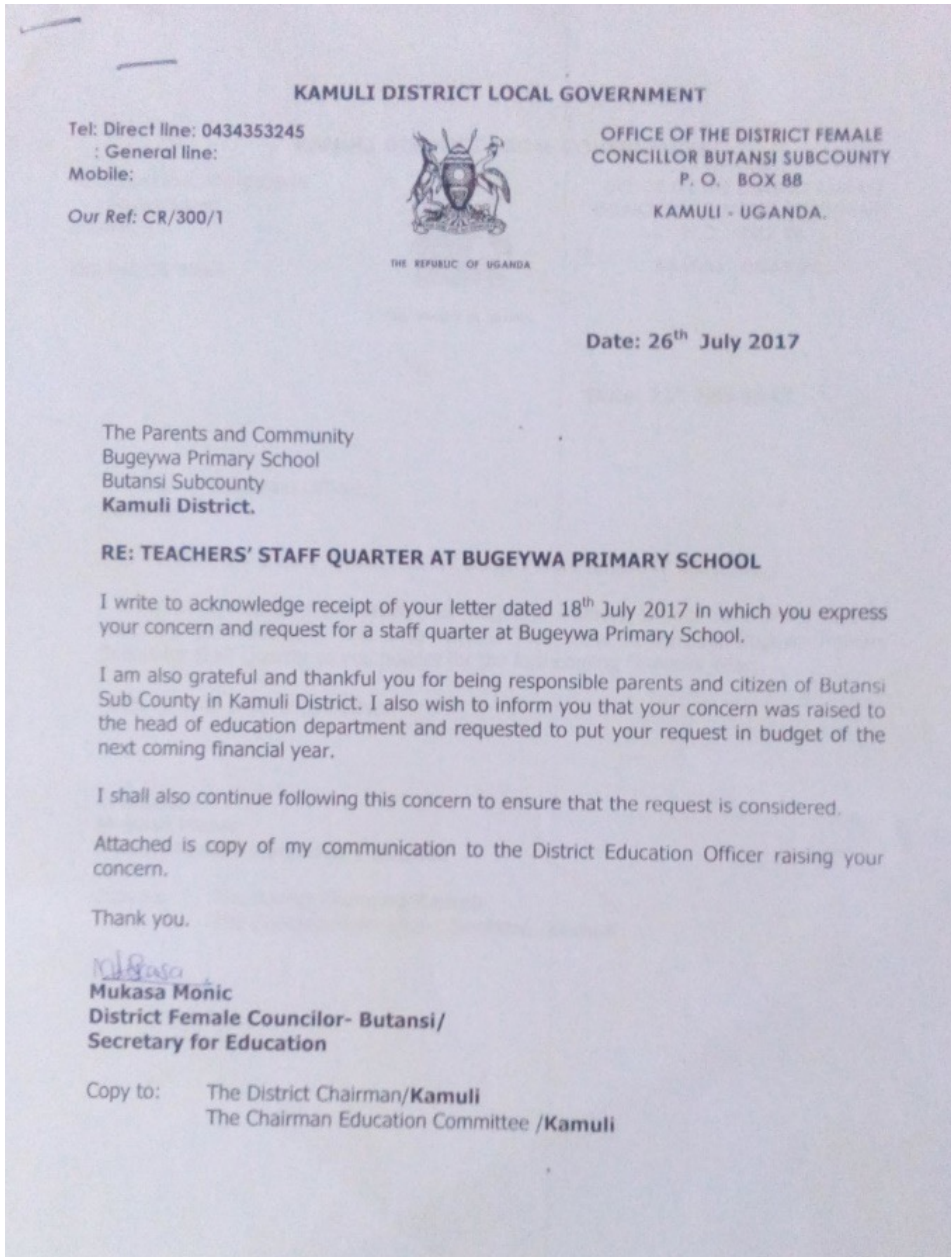 KAMULI DISTRICT LOCAL GOVERNMENT
Tel: Direct line: 0434353245
: General line:
Mobile:
Our Ref: CR/300/1
THE REPUBLIC OF UGANDA
OFFICE OF THE DISTRICT FEMALE
CONCILLOR BUTANSI SUBCOUNTY
P. O. BOX 88
KAMULI - UGANDA.
Date: 26th July 2017
The Parents and Community
Bugeywa Primary School
Butansi Subcounty
Kamuli District.
RE: TEACHERS' STAFF QUARTER AT BUGEYWA PRIMARY SCHOOL
I write to acknowledge receipt of your letter dated 18th July 2017 in which you express
your concern and request for a staff quarter at Bugeywa Primary School.
I am also grateful and thankful you for being responsible parents and citizen of Butansi
Sub County in Kamuli District. I also wish to inform you that your concern was raised to
the head of education department and requested to put your request in budget of the
next coming financial year.
I shall also continue following this concern to ensure that the request is considered.
Attached is copy of my communication to the District Education Officer raising your
concern.
Thank you.
Mukasa Monic
District Female Councilor- Butansi/
Secretary for Education
Copy to: The District Chairman/Kamuli
The Chairman Education Committee /Kamuli